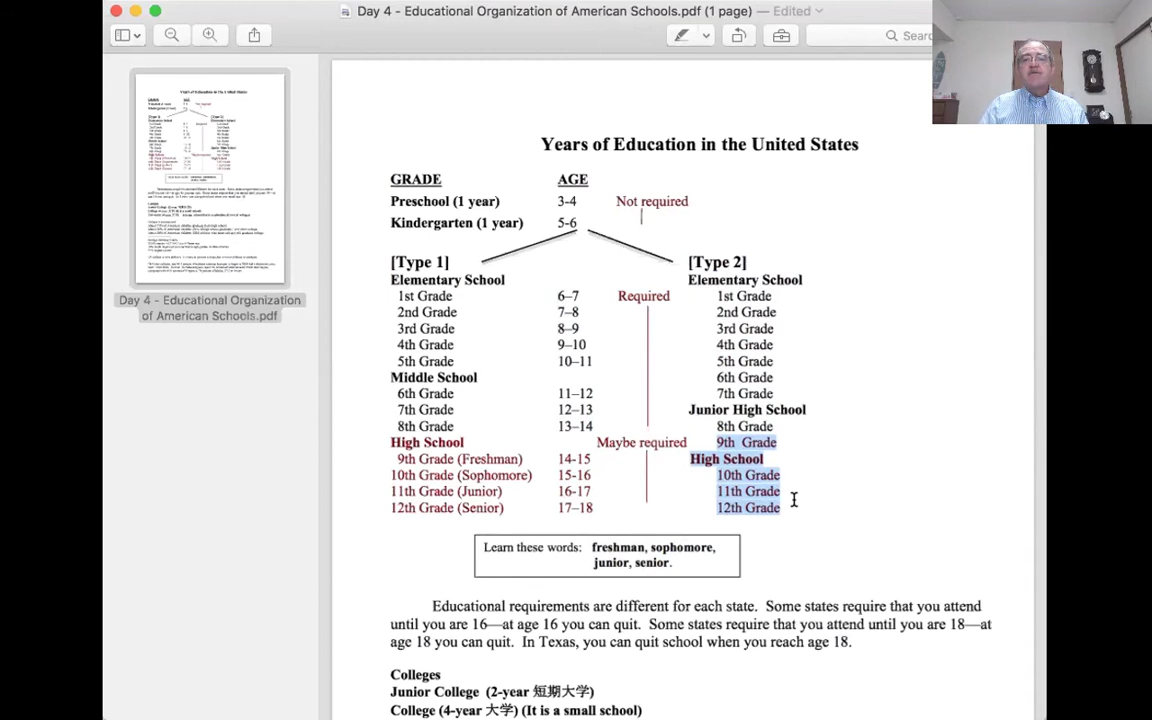 Day 4 - Educational Organization of American Schools.pdf (1 page) — Edited
Sear
Day 4 - Educational Organization
of American Schools.pdf
Years of Education in the United States
GRADE AGE
Preschool (1 year) 3-4 Not required
Kindergarten (1 year) 5-6
[Type 1] [Type 2]
Elementary School Elementary School
1st Grade 6–7 Required 1st Grade
2nd Grade 7–8 2nd Grade
3rd Grade 8–9 3rd Grade
4th Grade 9–10 4th Grade
5th Grade 10–11 5th Grade
Middle School 6th Grade
6th Grade 11–12 7th Grade
7th Grade 12–13 Junior High School
8th Grade 13–14 8th Grade
High School Maybe required 9th Grade
9th Grade (Freshman) 14-15 High School
10th Grade (Sophomore) 15-16 10th Grade
11th Grade (Junior) 16-17 11th Grade
12th Grade (Senior) 17–18 12th Grade
Learn these words: freshman, sophomore,
junior, senior.
Educational requirements are different for each state. Some states require that you attend
until you are 16—at age 16 you can quit. Some states require that you attend until you are 18—at
age 18 you can quit. In Texas, you can quit school when you reach age 18.
Colleges
Junior College (2-year 短期大学)
College (4-year 大学) (It is a small school)